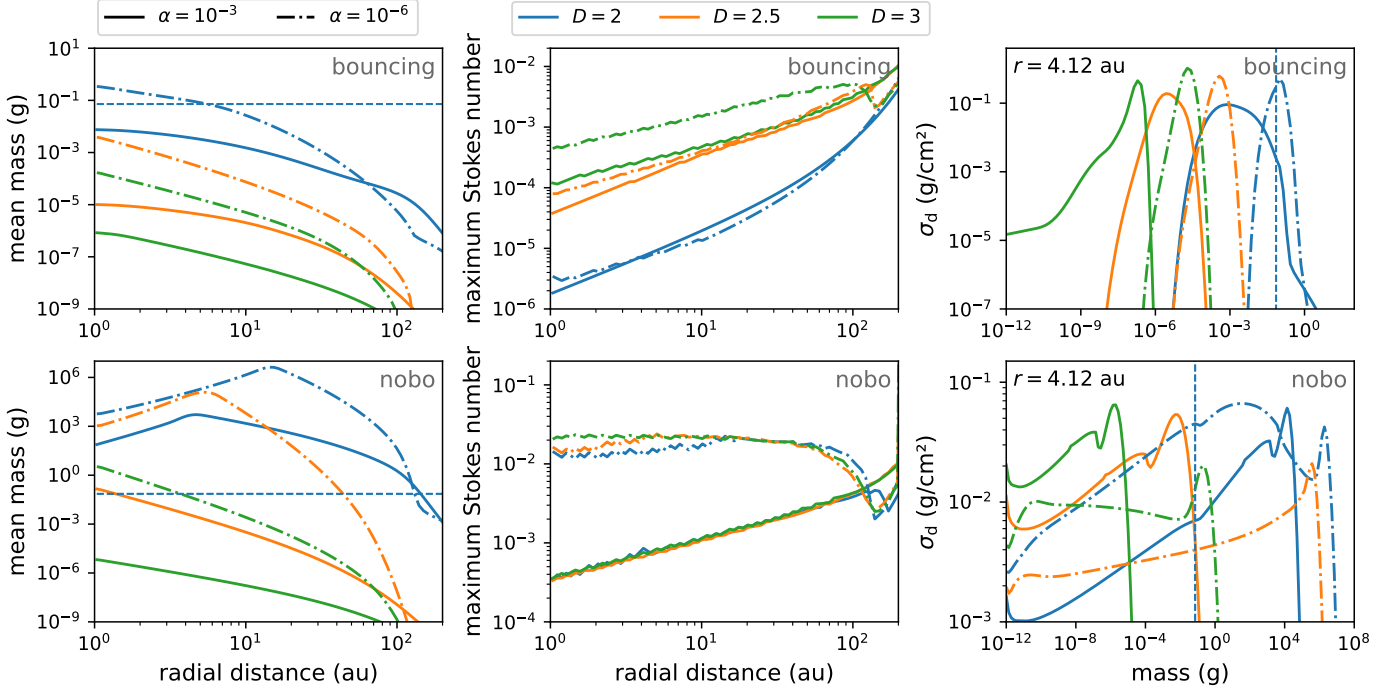 α = 10⁻³ α = 10⁻⁶
D = 2 D = 2.5 D = 3
mean mass (g)
10¹
10⁻¹
10⁻³
10⁻⁵
10⁻⁷
10⁻⁹
bouncing
10⁰ 10¹ 10²
maximum Stokes number
10⁻²
10⁻³
10⁻⁴
10⁻⁵
10⁻⁶
bouncing
10⁰ 10¹ 10²
σd (g/cm²)
10⁻¹
10⁻³
10⁻⁵
10⁻⁷
r = 4.12 au bouncing
10⁻¹² 10⁻⁹ 10⁻⁶ 10⁻³ 10⁰
mean mass (g)
10⁶
10³
10⁰
10⁻³
10⁻⁶
10⁻⁹
nobo
10⁰ 10¹ 10²
radial distance (au)
maximum Stokes number
10⁻¹
10⁻²
10⁻³
10⁻⁴
nobo
10⁰ 10¹ 10²
radial distance (au)
σd (g/cm²)
10⁻¹
10⁻²
10⁻³
r = 4.12 au nobo
10⁻¹² 10⁻⁸ 10⁻⁴ 10⁰ 10⁴ 10⁸
mass (g)